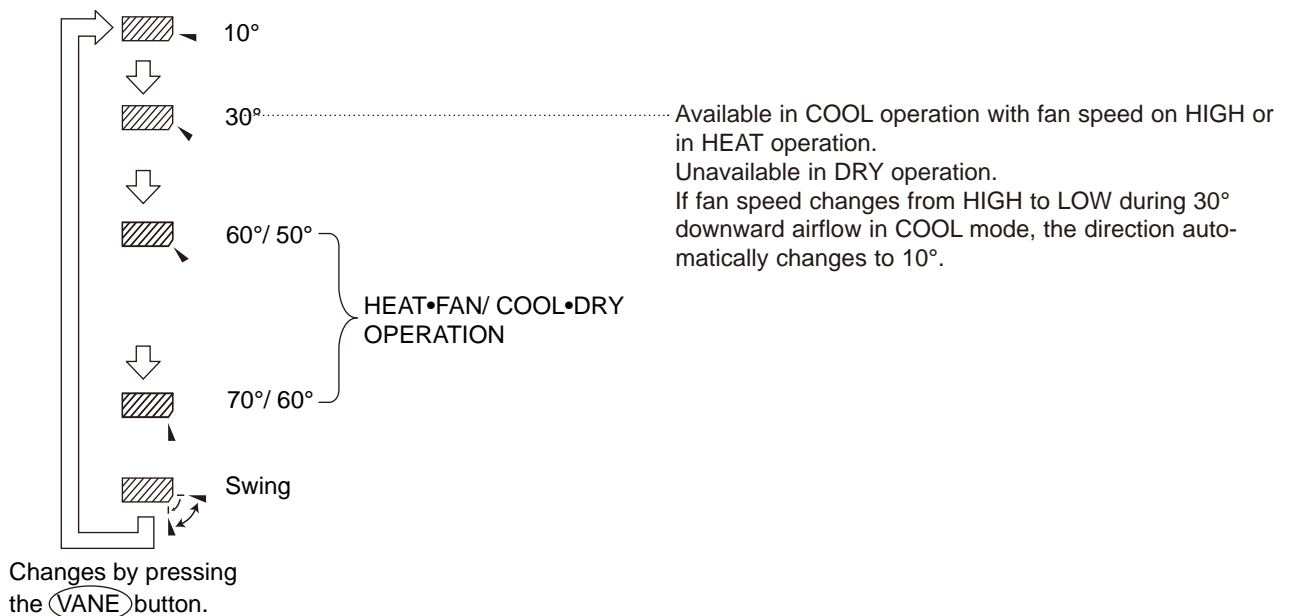 10°
30°
Available in COOL operation with fan speed on HIGH or
in HEAT operation.
Unavailable in DRY operation.
If fan speed changes from HIGH to LOW during 30°
downward airflow in COOL mode, the direction auto-
matically changes to 10°.
60°/ 50°
HEAT•FAN/ COOL•DRY
OPERATION
70°/ 60°
Swing
Changes by pressing
the VANE button.